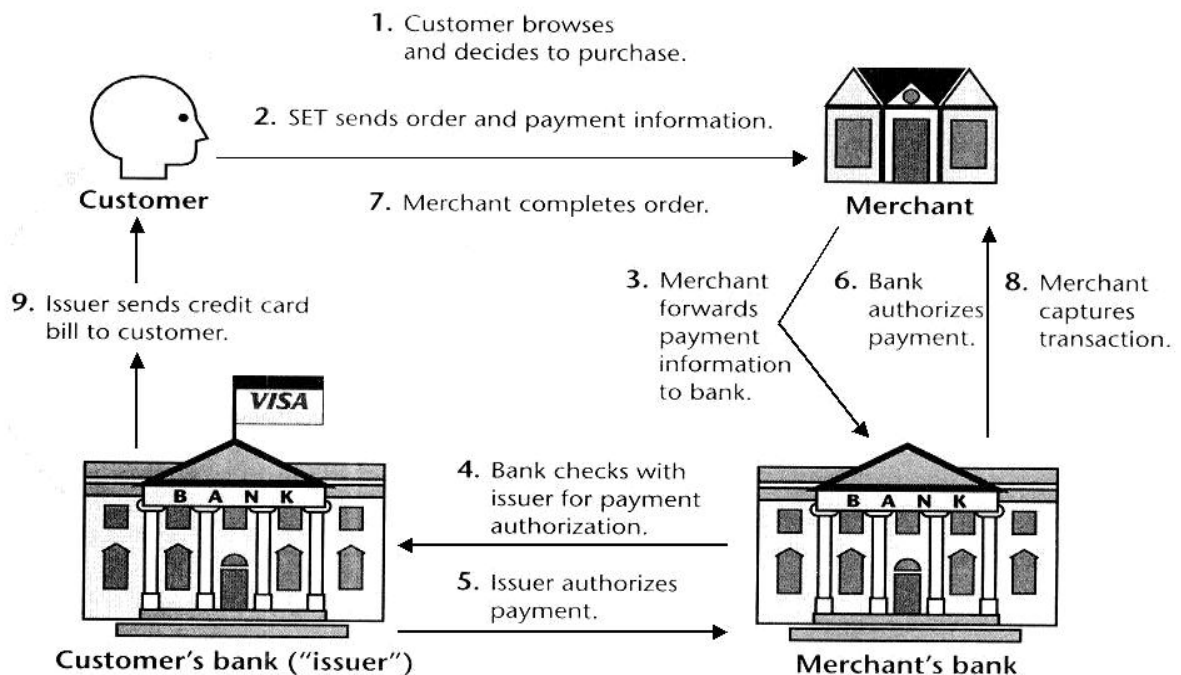 1. Customer browses
and decides to purchase.
2. SET sends order and payment information.
Customer
7. Merchant completes order.
Merchant
3. Merchant
forwards
payment
information
to bank.
6. Bank
authorizes
payment.
8. Merchant
captures
transaction.
9. Issuer sends credit card
bill to customer.
VISA
BANK
4. Bank checks with
issuer for payment
authorization.
BANK
5. Issuer authorizes
payment.
Customer's bank ("issuer")
Merchant's bank